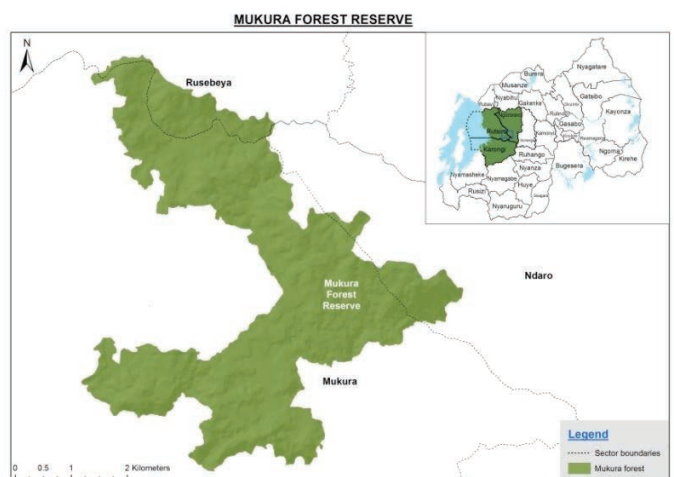 MUKURA FOREST RESERVE
N
Rusebeya
Mukura
Forest
Reserve
Ndaro
Mukura
0 0.5 1 2 Kilometers
Legend
Sector boundaries
Mukura forest
Burera
Musanze
Nyagatare
Nyabihu
Gakenke
Gatsibo
Kayonza
Gasabo
Rutsiro
Karongi
Ruhango
Ngoma
Kirehe
Bugesera
Nyanza
Nyamasheke
Nyamagabe
Huye
Rusizi
Nyaruguru